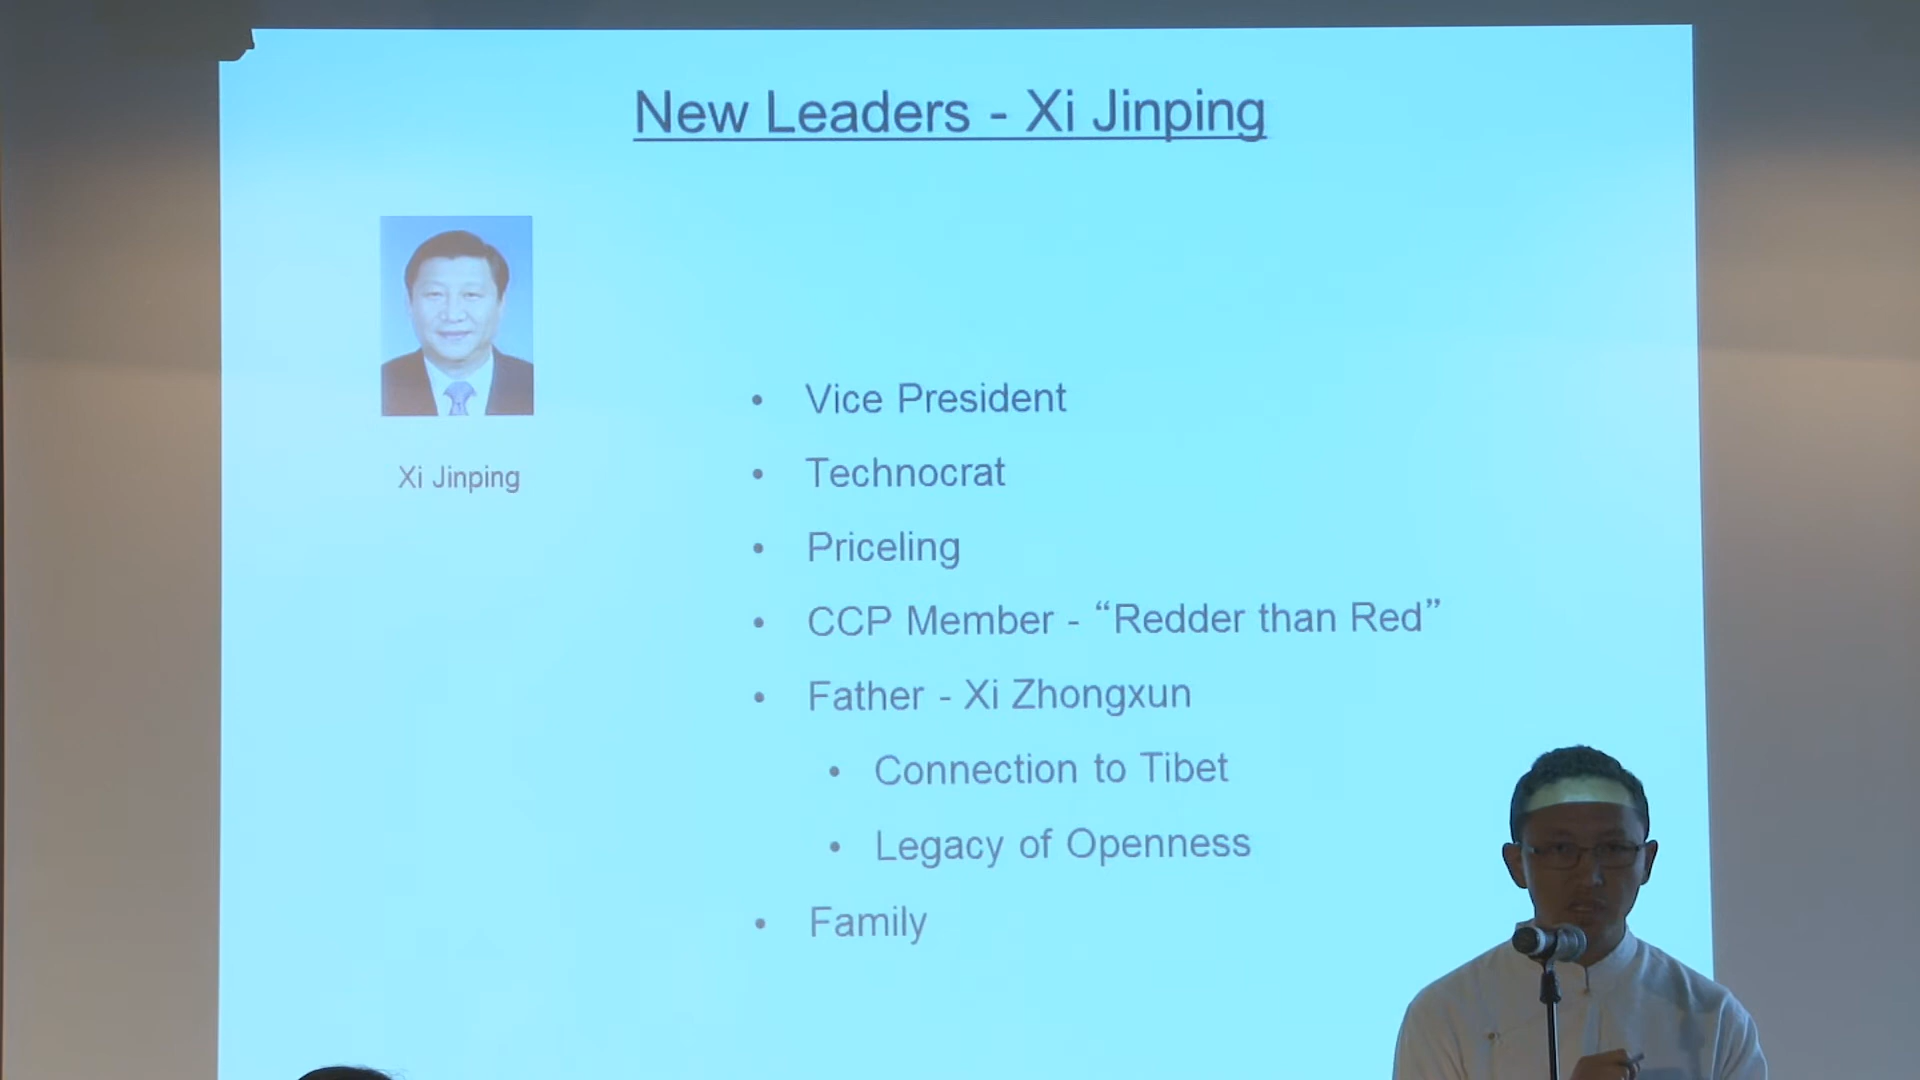 New Leaders - Xi Jinping
Xi Jinping
• Vice President
• Technocrat
• Priceling
• CCP Member - “Redder than Red”
• Father - Xi Zhongxun
• Connection to Tibet
• Legacy of Openness
• Family